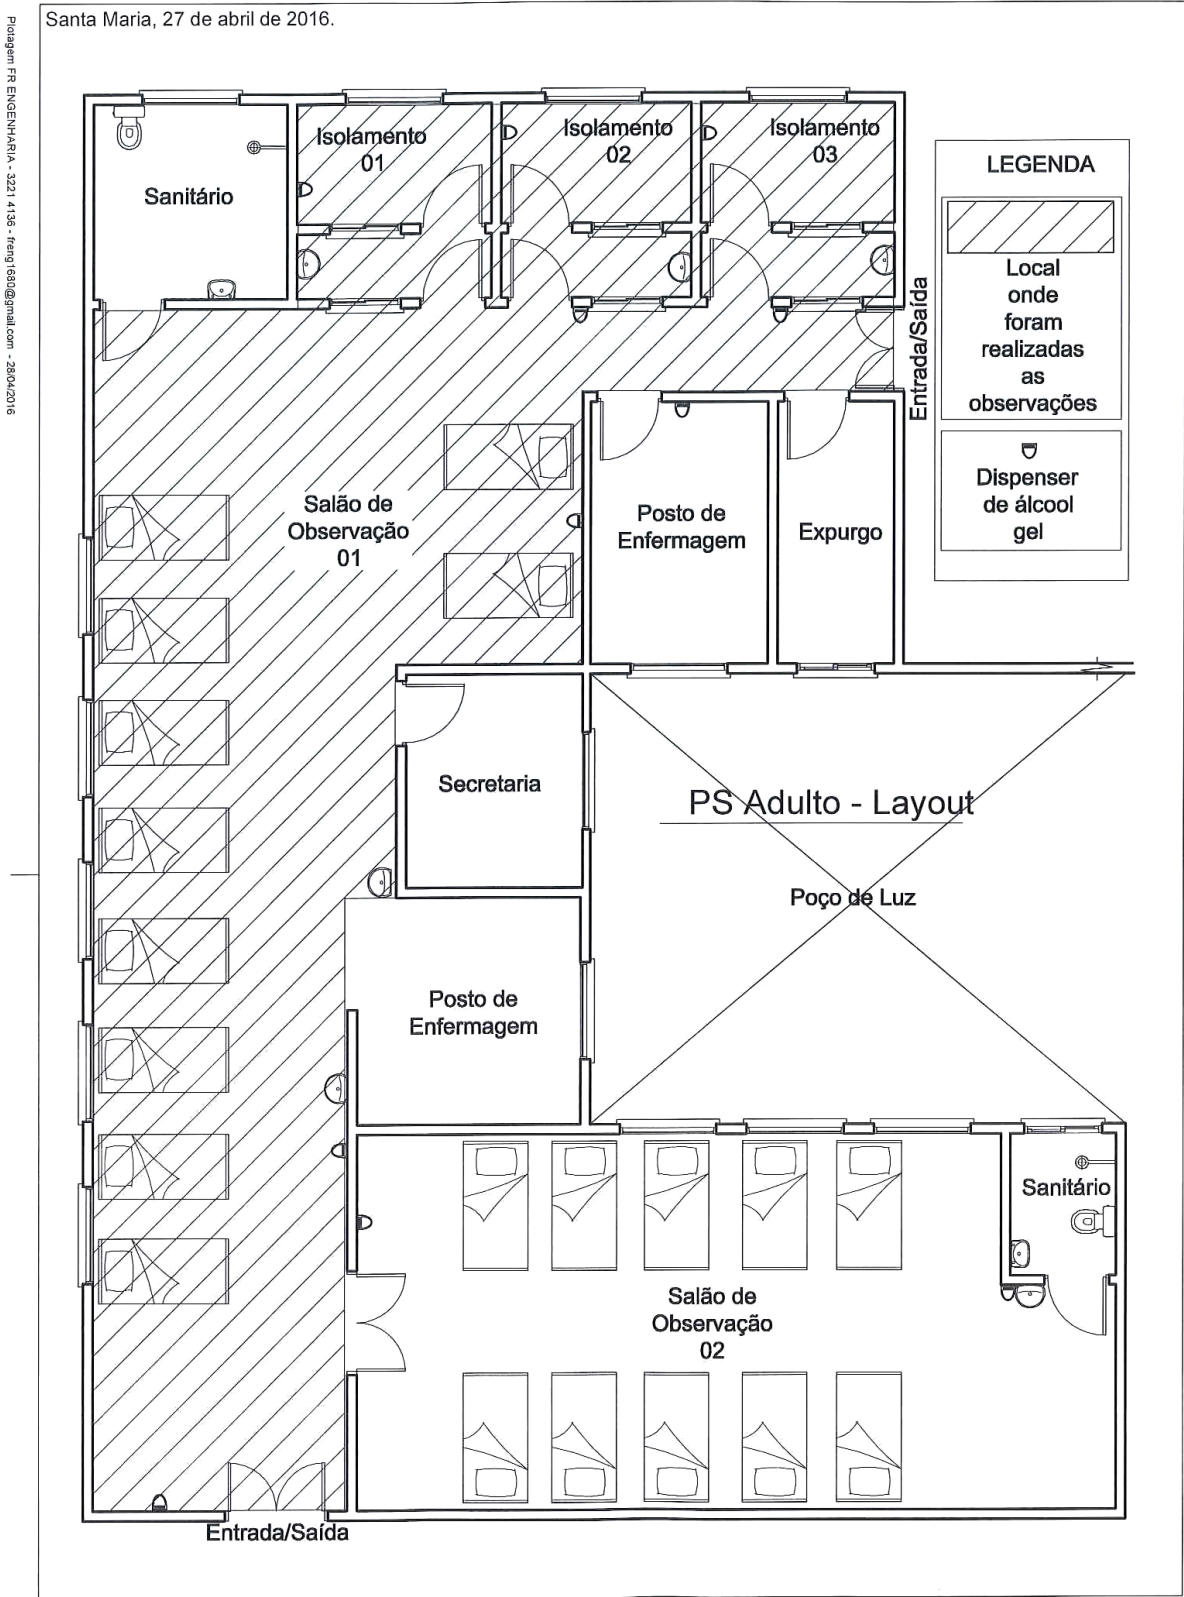 Santa Maria, 27 de abril de 2016.
Plotagem FR ENGENHARIA - 3221 4136 - freng1680@gmail.com - 28/04/2016
Sanitário
Isolamento
01
Isolamento
02
Isolamento
03
LEGENDA
Local
onde
foram
realizadas
as
observações
Dispenser
de álcool
gel
Entrada/Saída
Salão de
Observação
01
Posto de
Enfermagem
Expurgo
Secretaria
PS Adulto - Layout
Poço de Luz
Posto de
Enfermagem
Sanitário
Salão de
Observação
02
Entrada/Saída